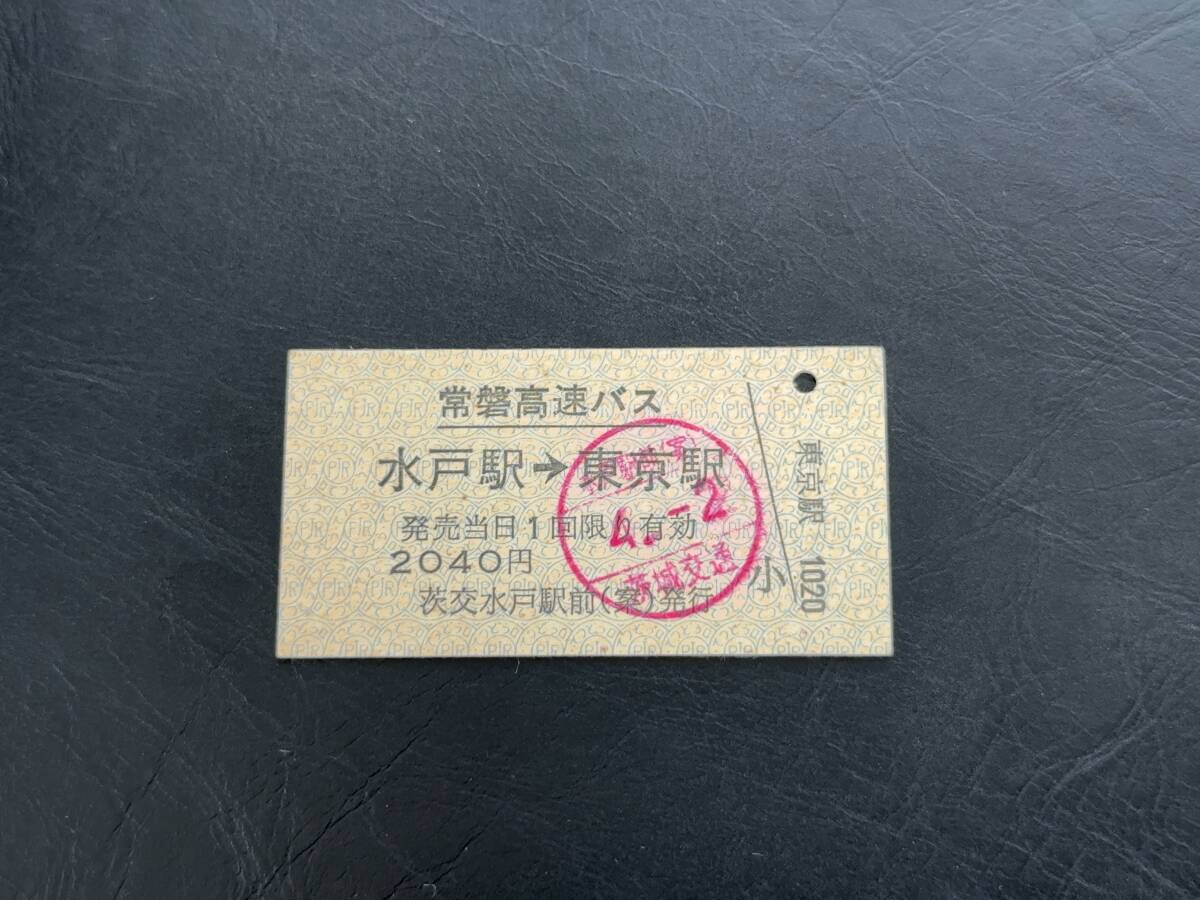 常磐高速バス
水戸駅→東京駅
発売当日1回限り有効
2040円
茨交水戸駅前(案)発行
小
東京駅 1020
4.-2
茨城交通